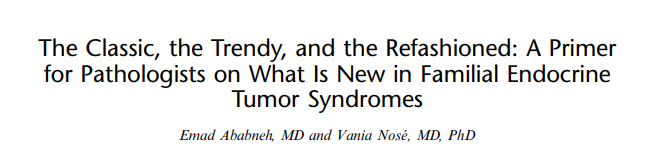 The Classic, the Trendy, and the Refashioned: A Primer
for Pathologists on What Is New in Familial Endocrine
Tumor Syndromes
Emad Ababneh, MD and Vania Nosé, MD, PhD